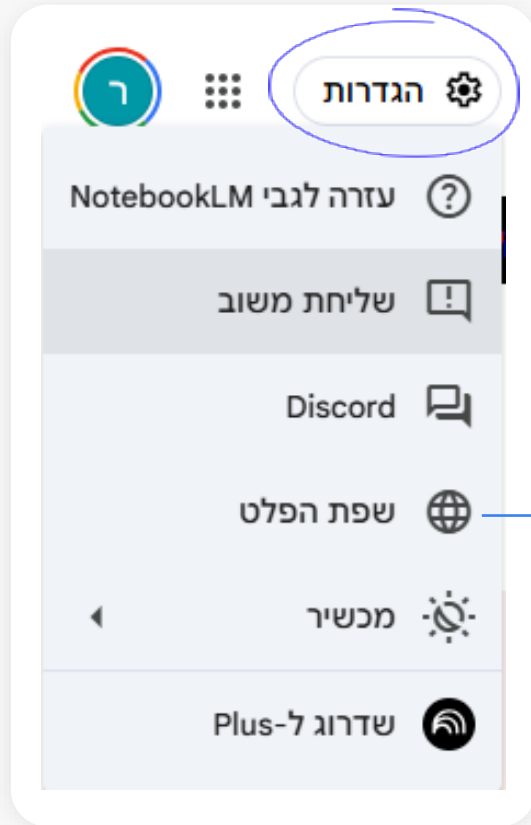 הגדרות
ר
עזרה לגבי NotebookLM
שליחת משוב
Discord
שפת הפלט
מכשיר
שדרוג ל-Plus